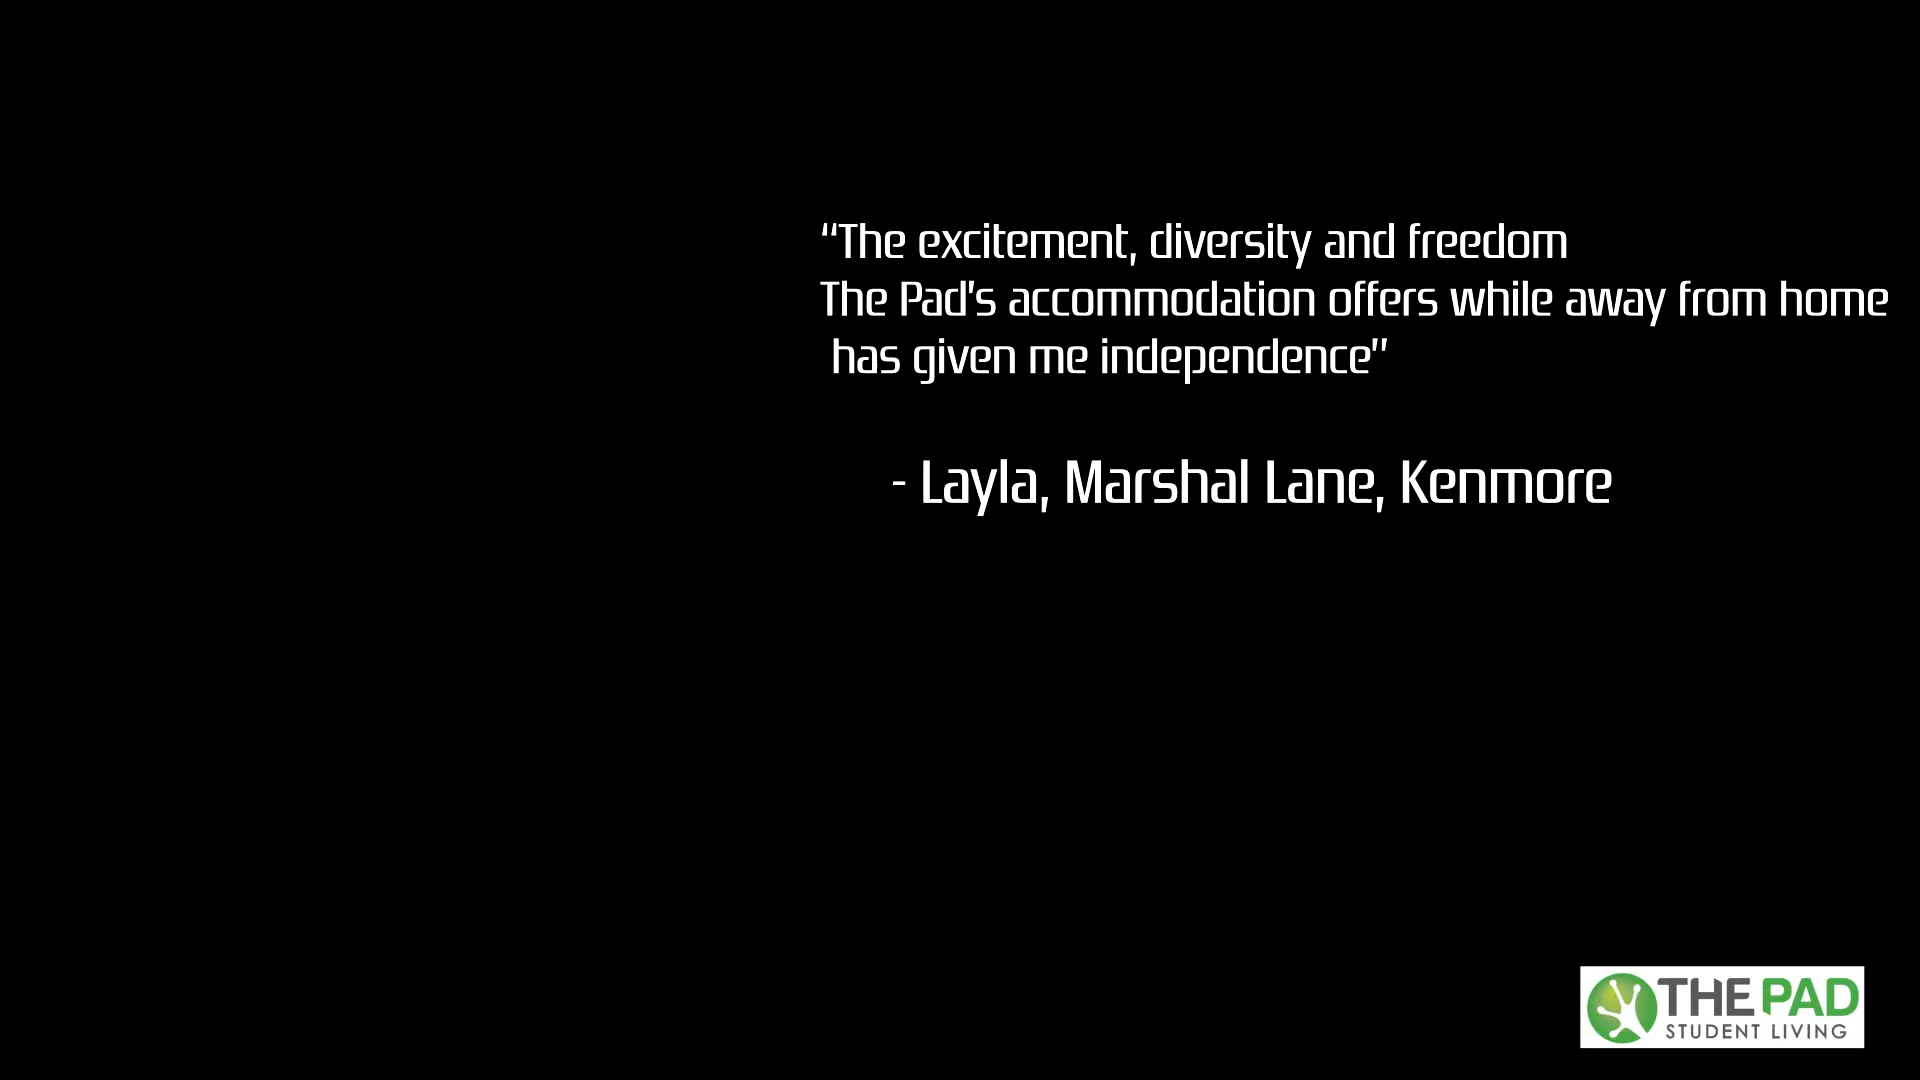 “The excitement, diversity and freedom
The Pad's accommodation offers while away from home
has given me independence”
- Layla, Marshal Lane, Kenmore
THE PAD
STUDENT LIVING